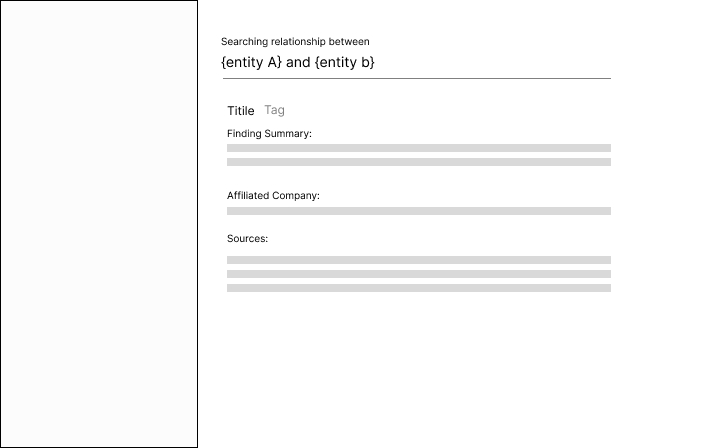 Searching relationship between
{entity A} and {entity b}
Titile Tag
Finding Summary:
Affiliated Company:
Sources: